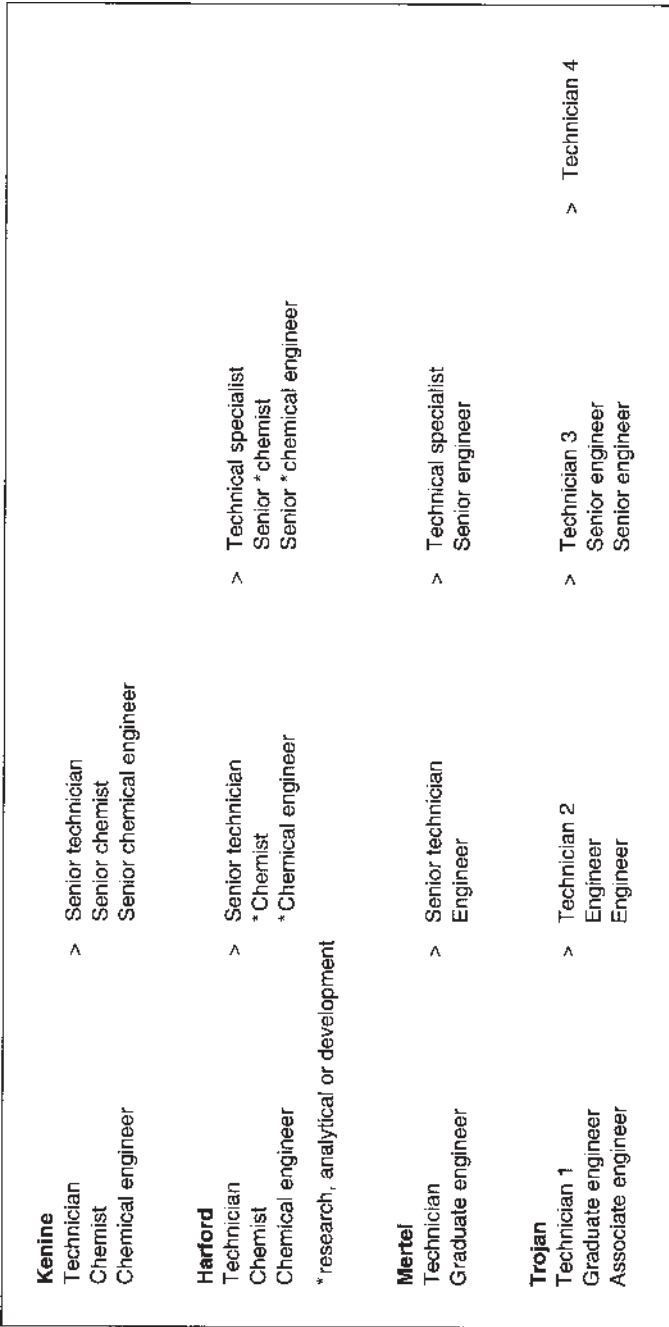 Kenine
Technician > Senior technician
Chemist Senior chemist
Chemical engineer Senior chemical engineer
Harford
Technician > Senior technician > Technical specialist
Chemist *Chemist Senior *chemist
Chemical engineer *Chemical engineer Senior *chemical engineer
*research, analytical or development
Mertel
Technician > Senior technician > Technical specialist
Graduate engineer Engineer Senior engineer
Trojan
Technician 1 > Technician 2 > Technician 3 > Technician 4
Graduate engineer Engineer Senior engineer
Associate engineer Engineer Senior engineer